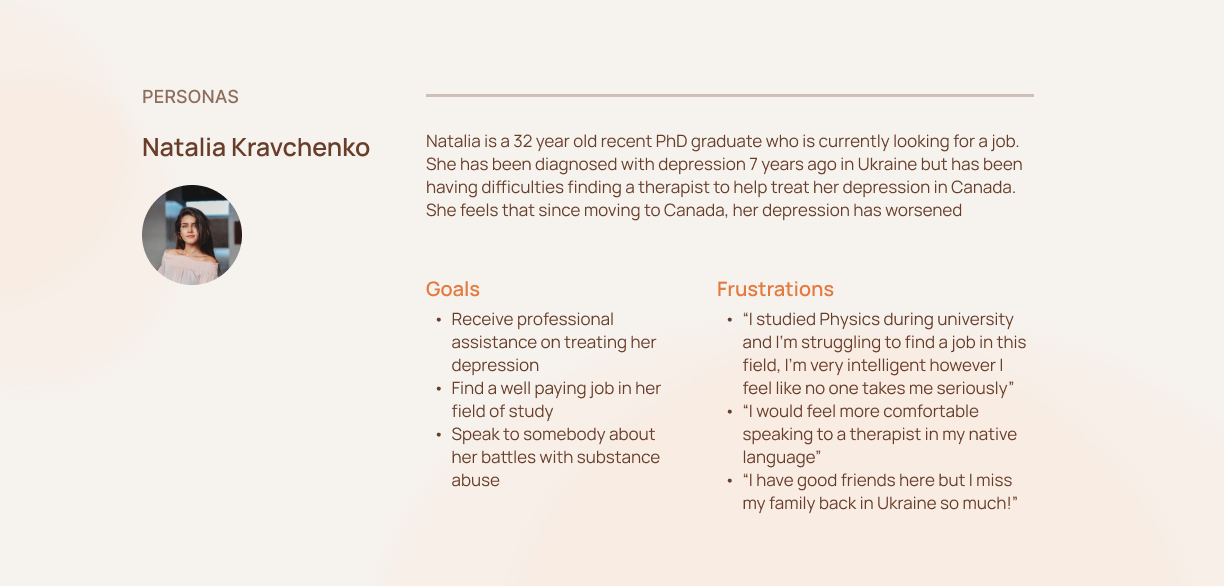 PERSONAS
Natalia Kravchenko
Natalia is a 32 year old recent PhD graduate who is currently looking for a job.
She has been diagnosed with depression 7 years ago in Ukraine but has been
having difficulties finding a therapist to help treat her depression in Canada.
She feels that since moving to Canada, her depression has worsened
Goals
• Receive professional
assistance on treating her
depression
• Find a well paying job in her
field of study
• Speak to somebody about
her battles with substance
abuse
Frustrations
• “I studied Physics during university
and I’m struggling to find a job in this
field, I’m very intelligent however I
feel like no one takes me seriously”
• “I would feel more comfortable
speaking to a therapist in my native
language”
• “I have good friends here but I miss
my family back in Ukraine so much!”